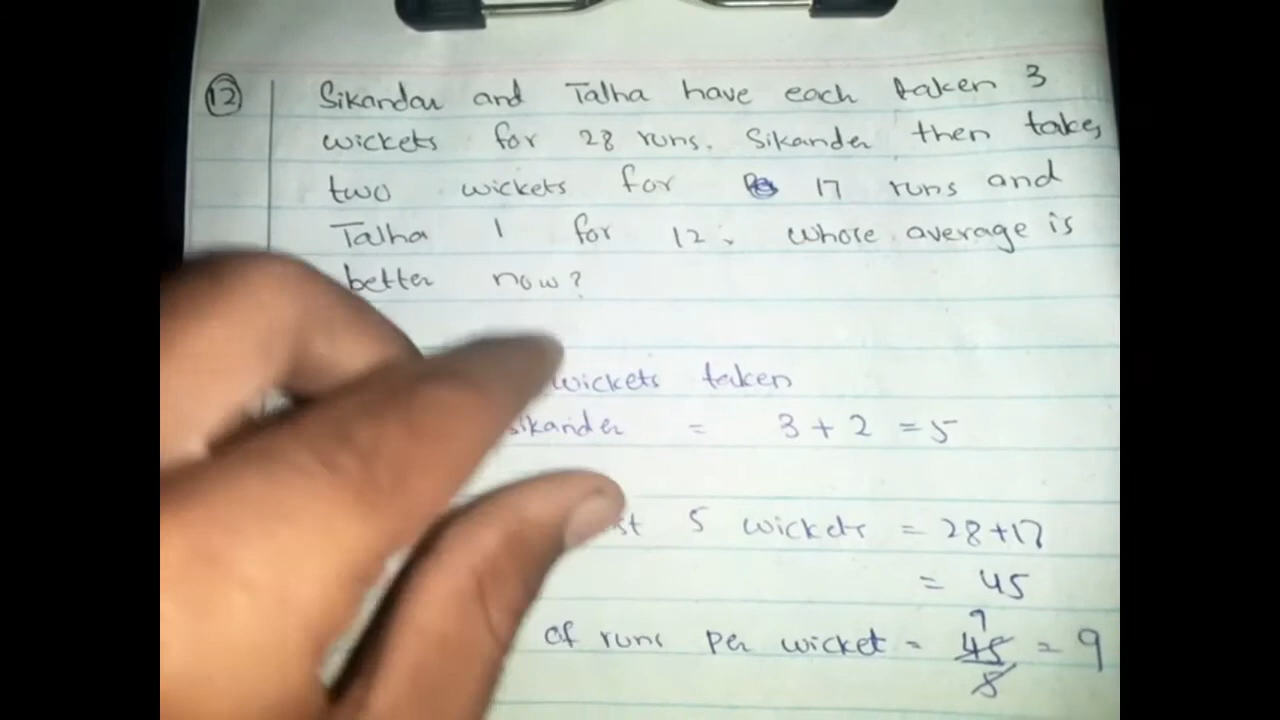 12
Sikandar and Talha have each taken 3
wickets for 28 runs. Sikander then takes
two wickets for 17 runs and
Talha 1 for 12. Whose average is
better now?
wickets taken
= 3 + 2 = 5
5 wickets = 28+17
= 45
of runs per wicket = 45/5 = 9
9